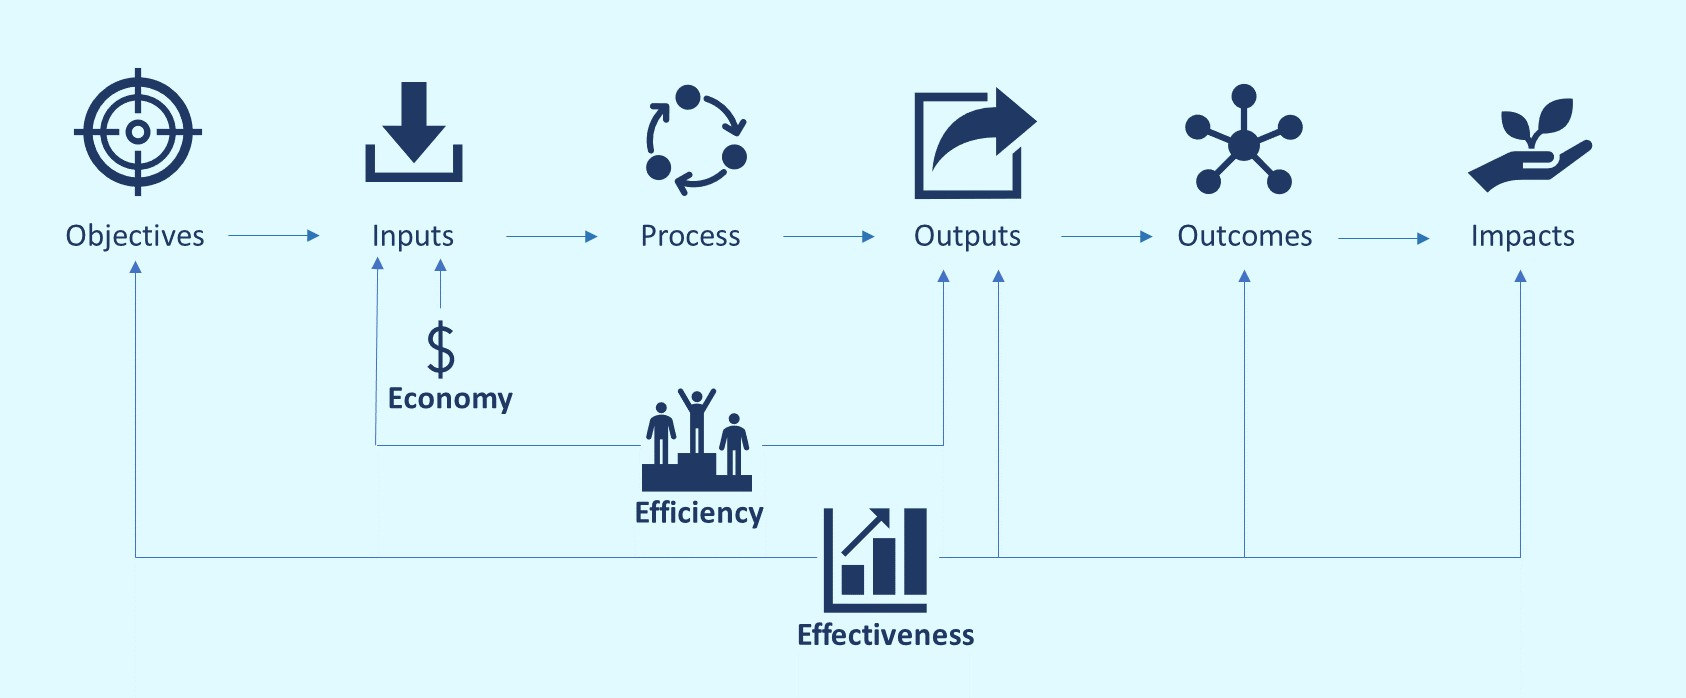 Objectives
Inputs
Process
Outputs
Outcomes
Impacts
$
Economy
Efficiency
Effectiveness